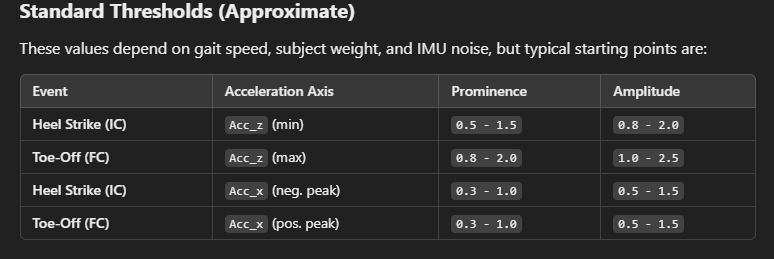 Standard Thresholds (Approximate)
These values depend on gait speed, subject weight, and IMU noise, but typical starting points are:
Event Acceleration Axis Prominence Amplitude
Heel Strike (IC) Acc_z (min) 0.5 - 1.5 0.8 - 2.0
Toe-Off (FC) Acc_z (max) 0.8 - 2.0 1.0 - 2.5
Heel Strike (IC) Acc_x (neg. peak) 0.3 - 1.0 0.5 - 1.5
Toe-Off (FC) Acc_x (pos. peak) 0.3 - 1.0 0.5 - 1.5